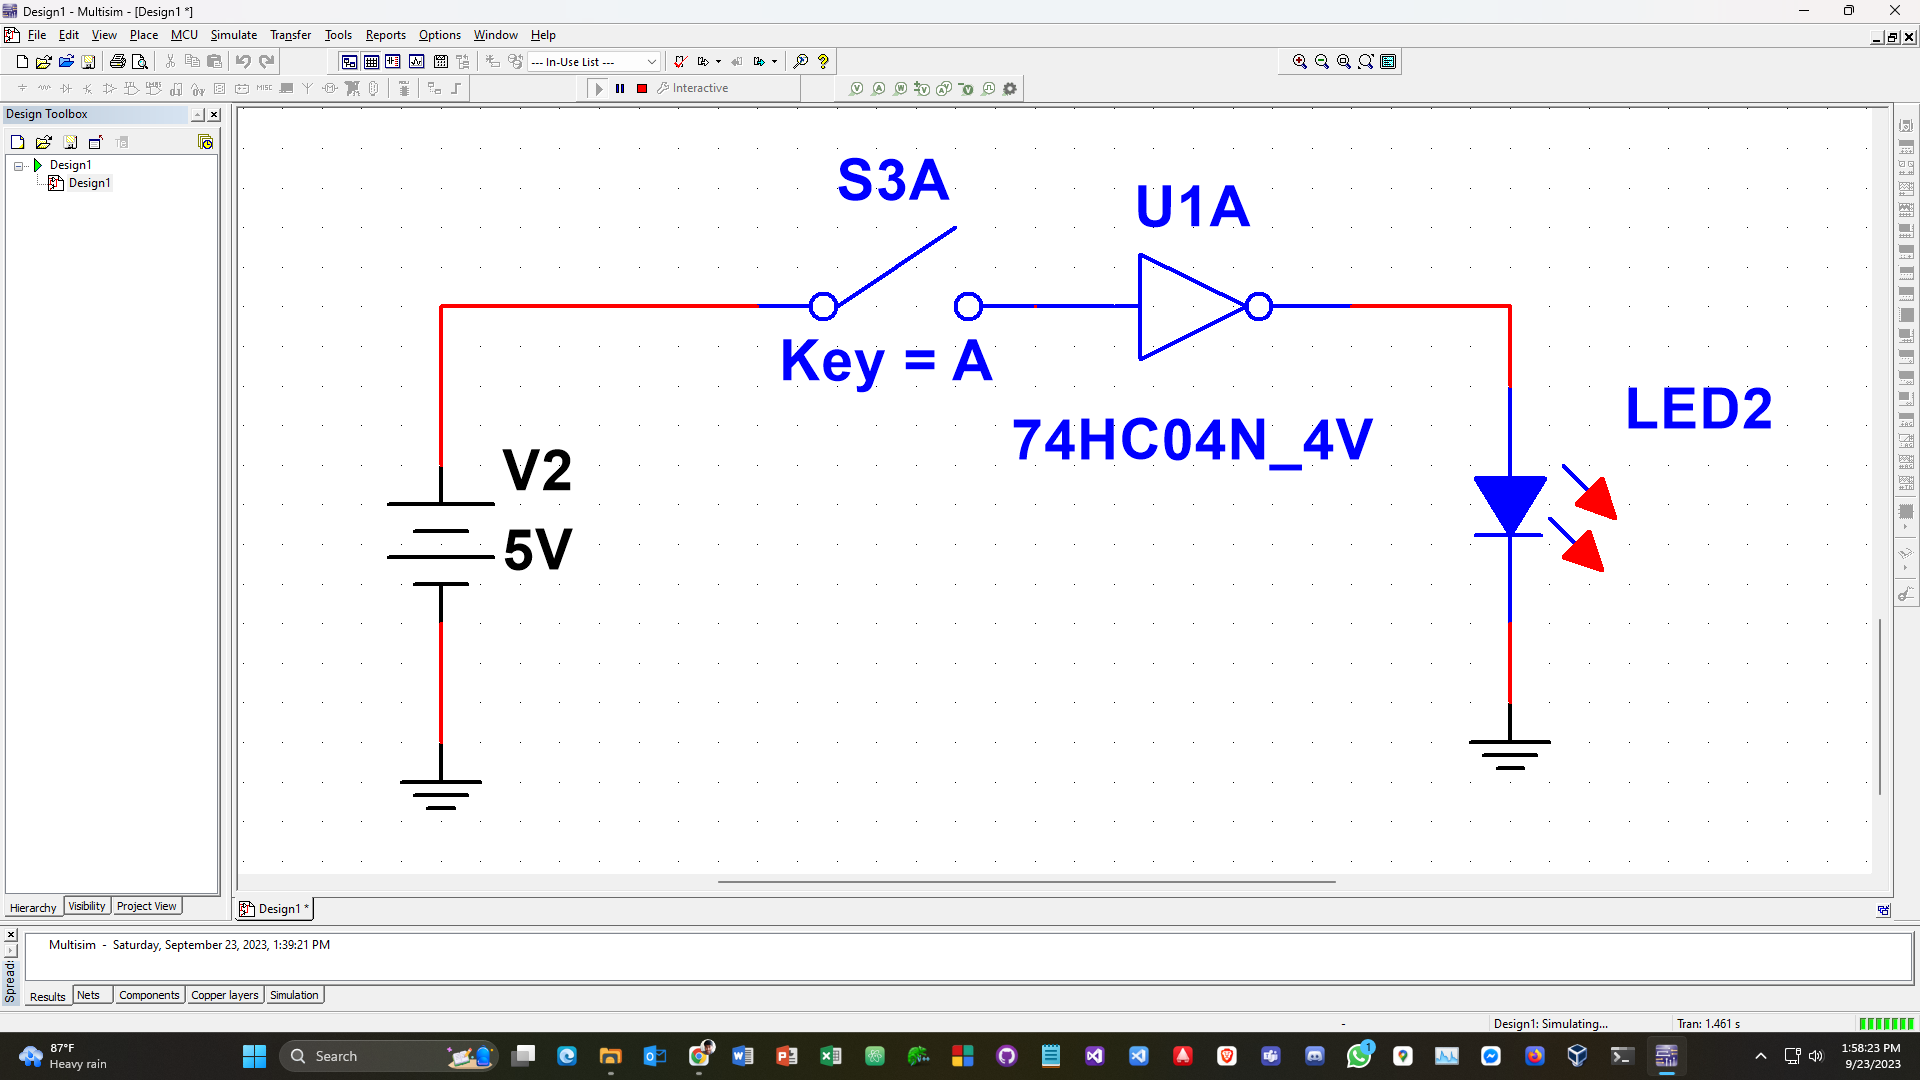 Design1 - Multisim - [Design1 *]
File Edit View Place MCU Simulate Transfer Tools Reports Options Window Help
--- In-Use List ---
MISC
Interactive
Design Toolbox
Design1
Design1
S3A
U1A
Key = A
LED2
74HC04N_4V
V2
5V
Hierarchy Visibility Project View
Design1 *
Multisim - Saturday, September 23, 2023, 1:39:21 PM
Spread:
Results Nets Components Copper layers Simulation
- Design1: Simulating... Tran: 1.461 s
87°F
Heavy rain
Search
1
1:58:23 PM
9/23/2023